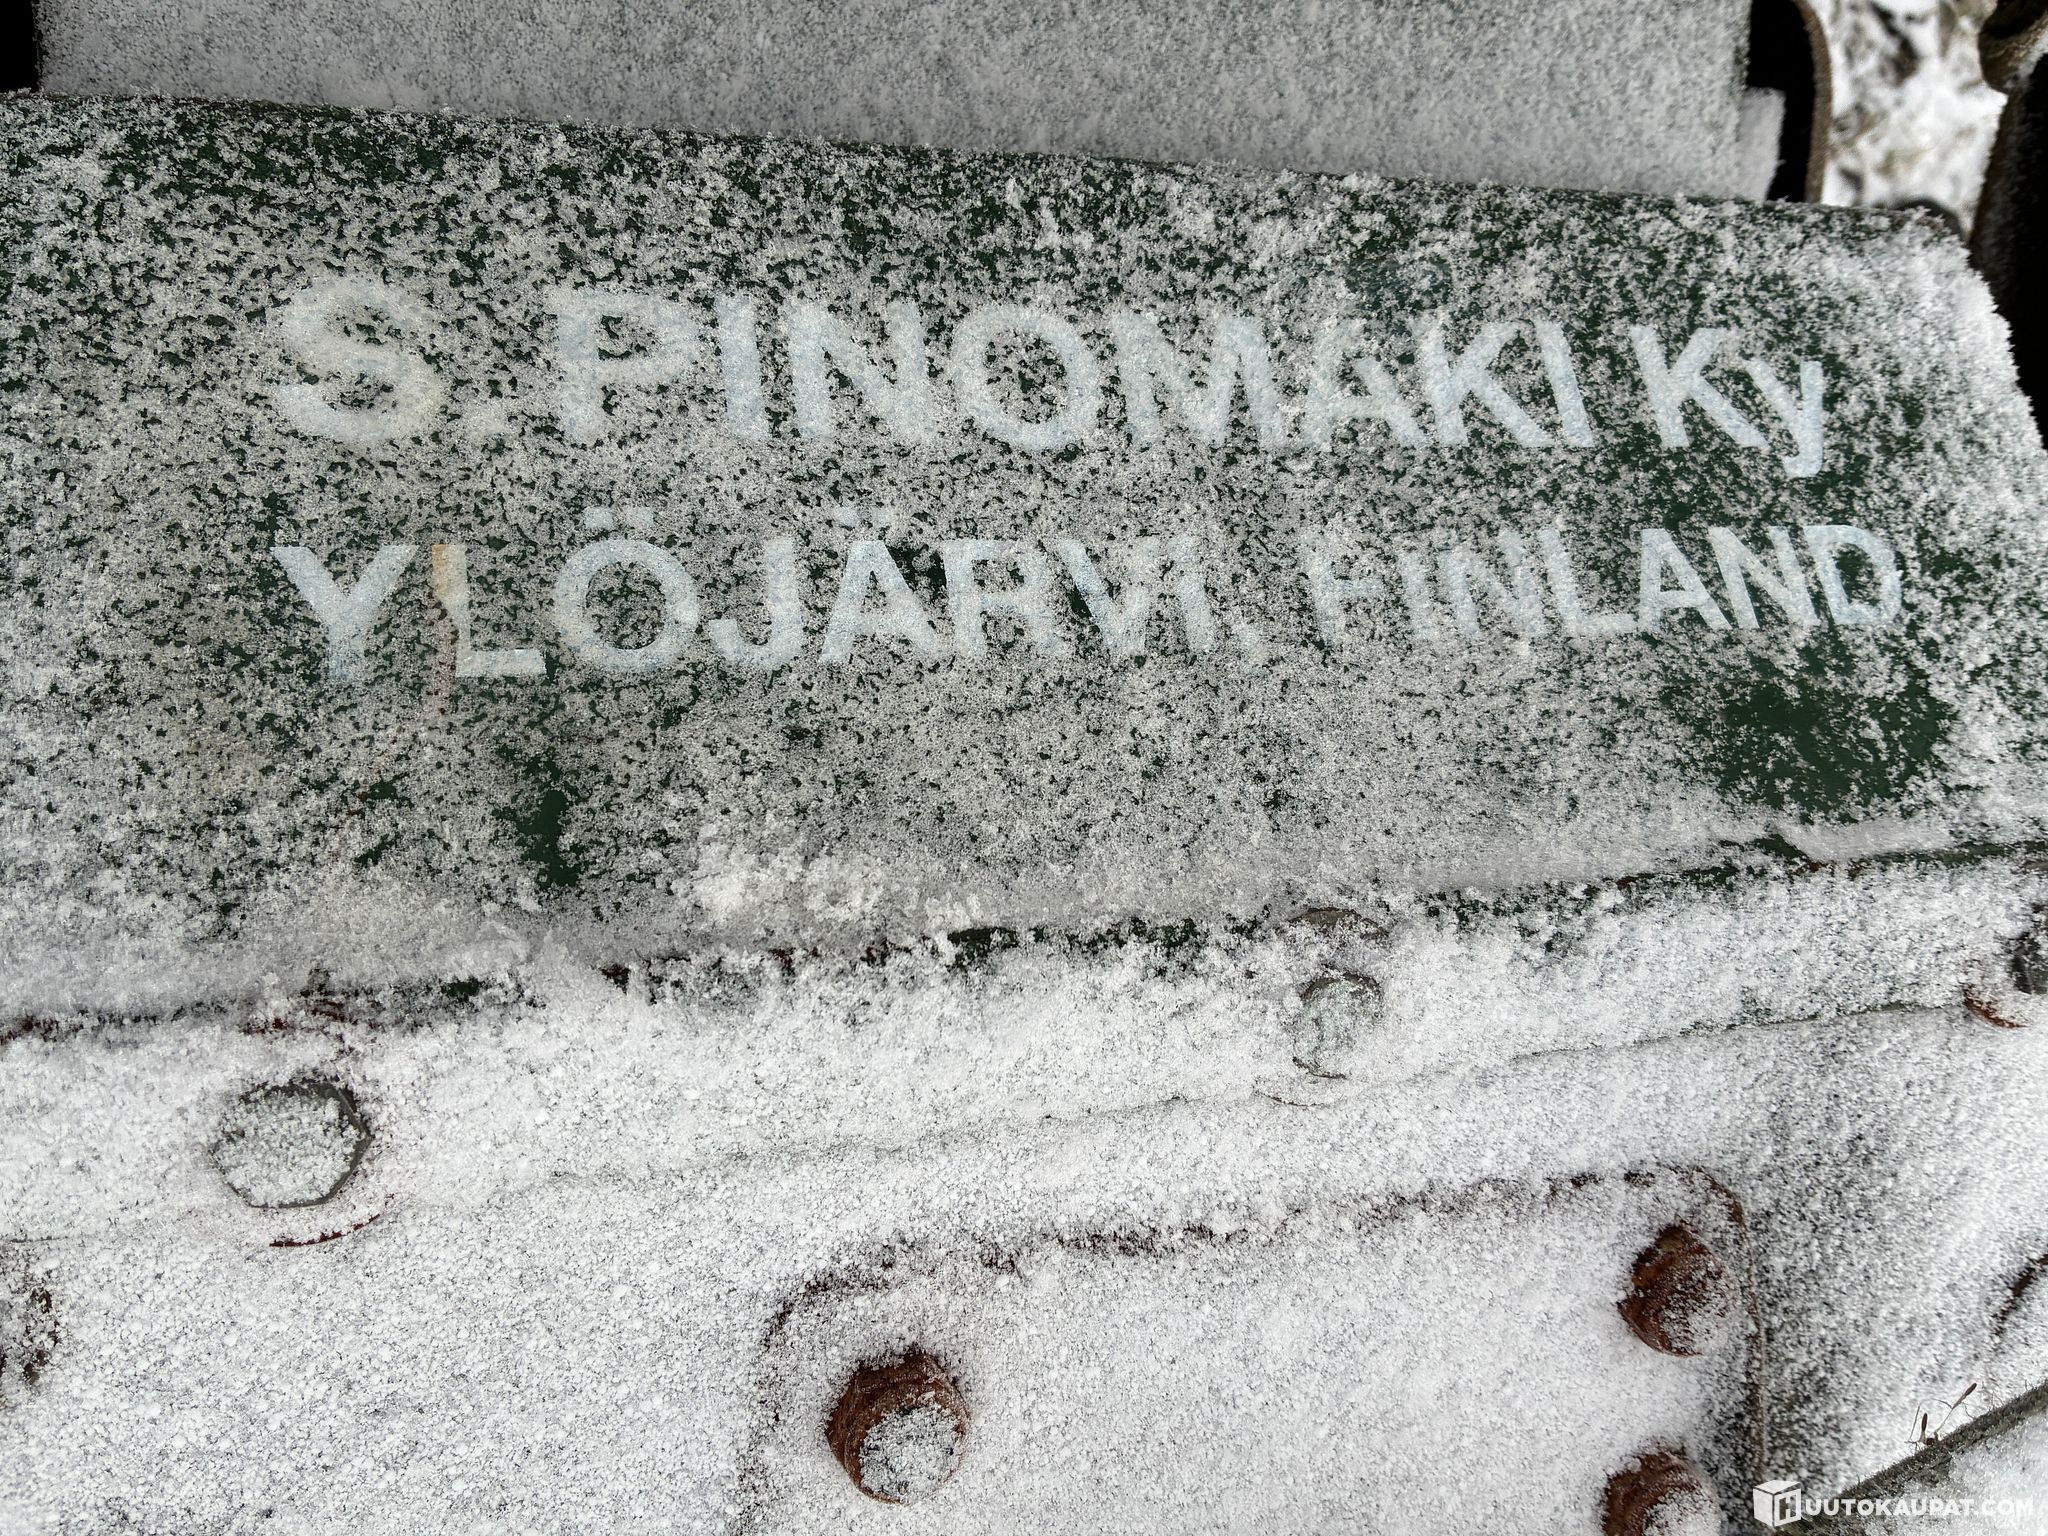 S. PINOMÄKI Ky
YLÖJÄRVI, FINLAND
HUUTOKAUPAT.COM